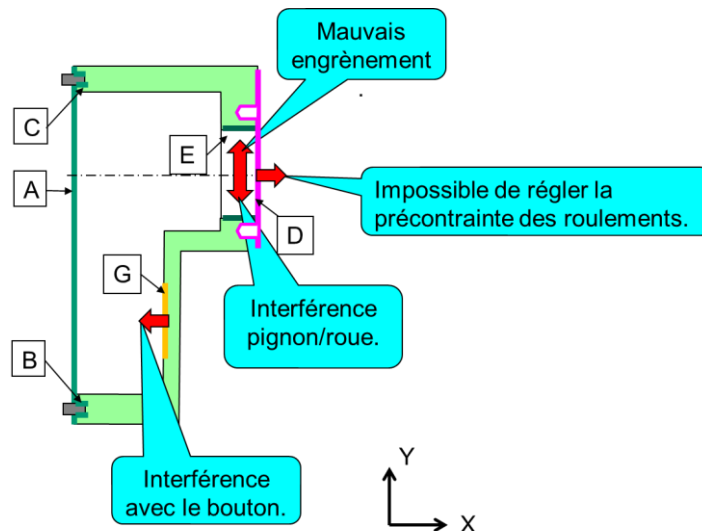 Mauvais
engrènement
C
E
A
Impossible de régler la
précontrainte des roulements.
D
G
Interférence
pignon/roue.
B
Interférence
avec le bouton.
Y
X